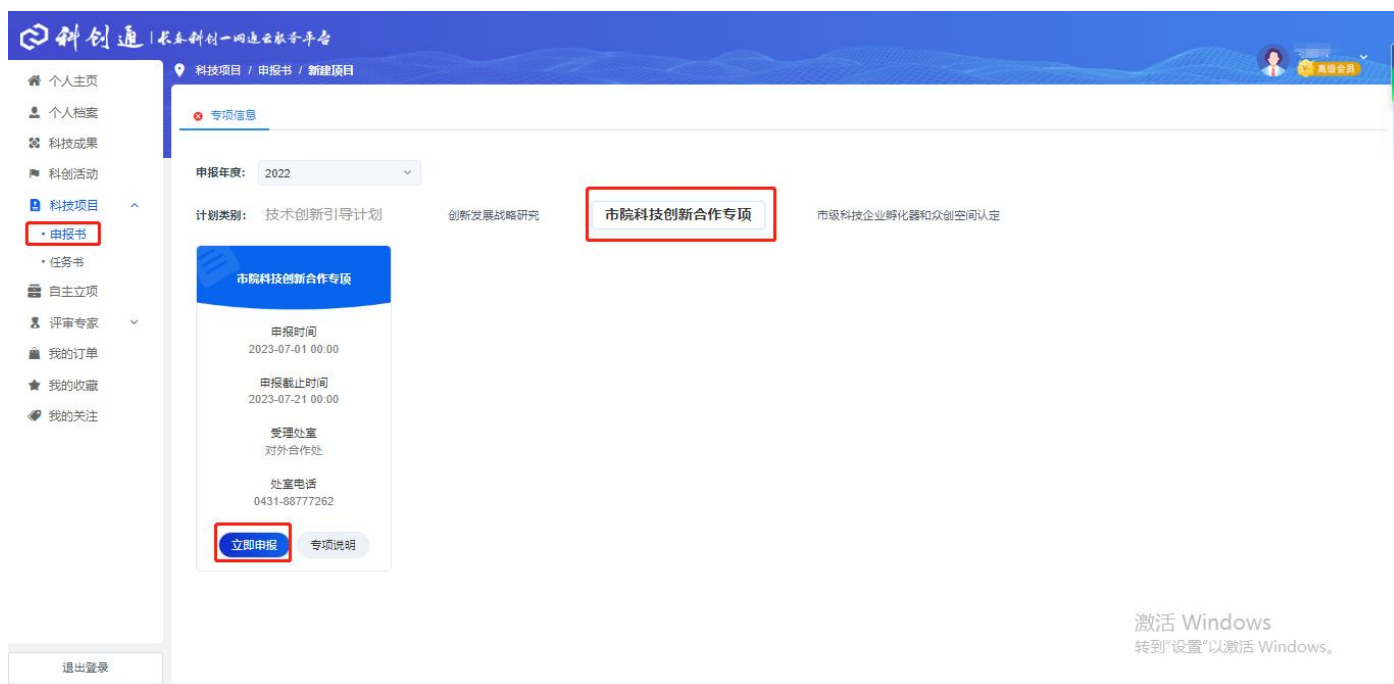 科创通 | 长春科创一网通云服务平台
科技项目 / 申报书 / 新建项目
高级会员
个人主页
个人档案
科技成果
科创活动
科技项目
·申报书
·任务书
自主立项
评审专家
我的订单
我的收藏
我的关注
退出登录
专项信息
申报年度： 2022
计划类别： 技术创新引导计划 创新发展战略研究 市院科技创新合作专项 市级科技企业孵化器和众创空间认定
市院科技创新合作专项
申报时间
2023-07-01 00:00
申报截止时间
2023-07-21 00:00
受理处室
对外合作处
处室电话
0431-88777262
立即申报 专项说明
激活 Windows
转到"设置"以激活 Windows。